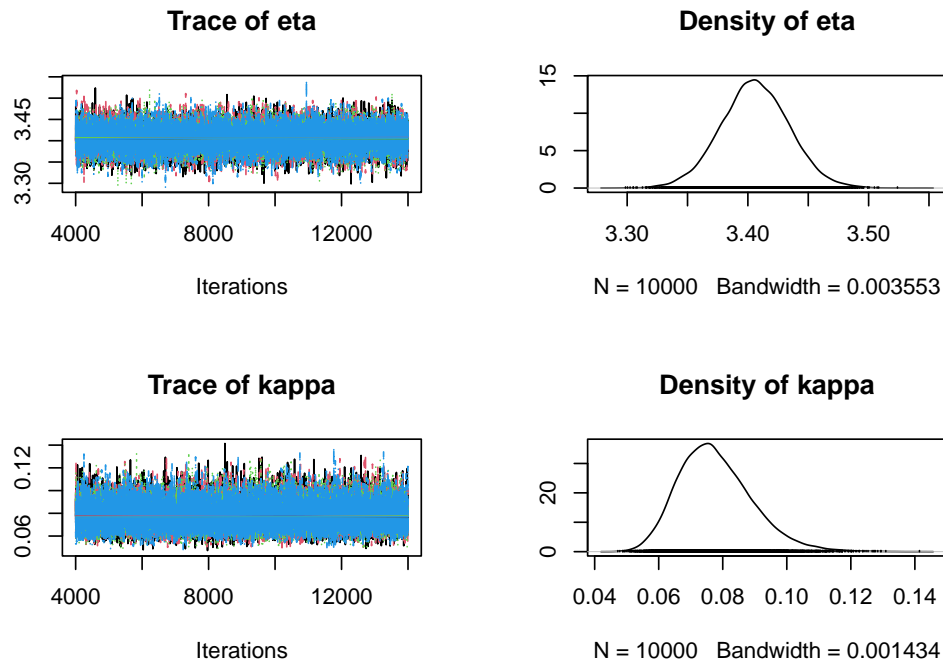 Trace of eta
3.30 3.45
4000 8000 12000
Iterations
Density of eta
0 5 15
3.30 3.40 3.50
N = 10000 Bandwidth = 0.003553
Trace of kappa
0.06 0.12
4000 8000 12000
Iterations
Density of kappa
0 20
0.04 0.06 0.08 0.10 0.12 0.14
N = 10000 Bandwidth = 0.001434